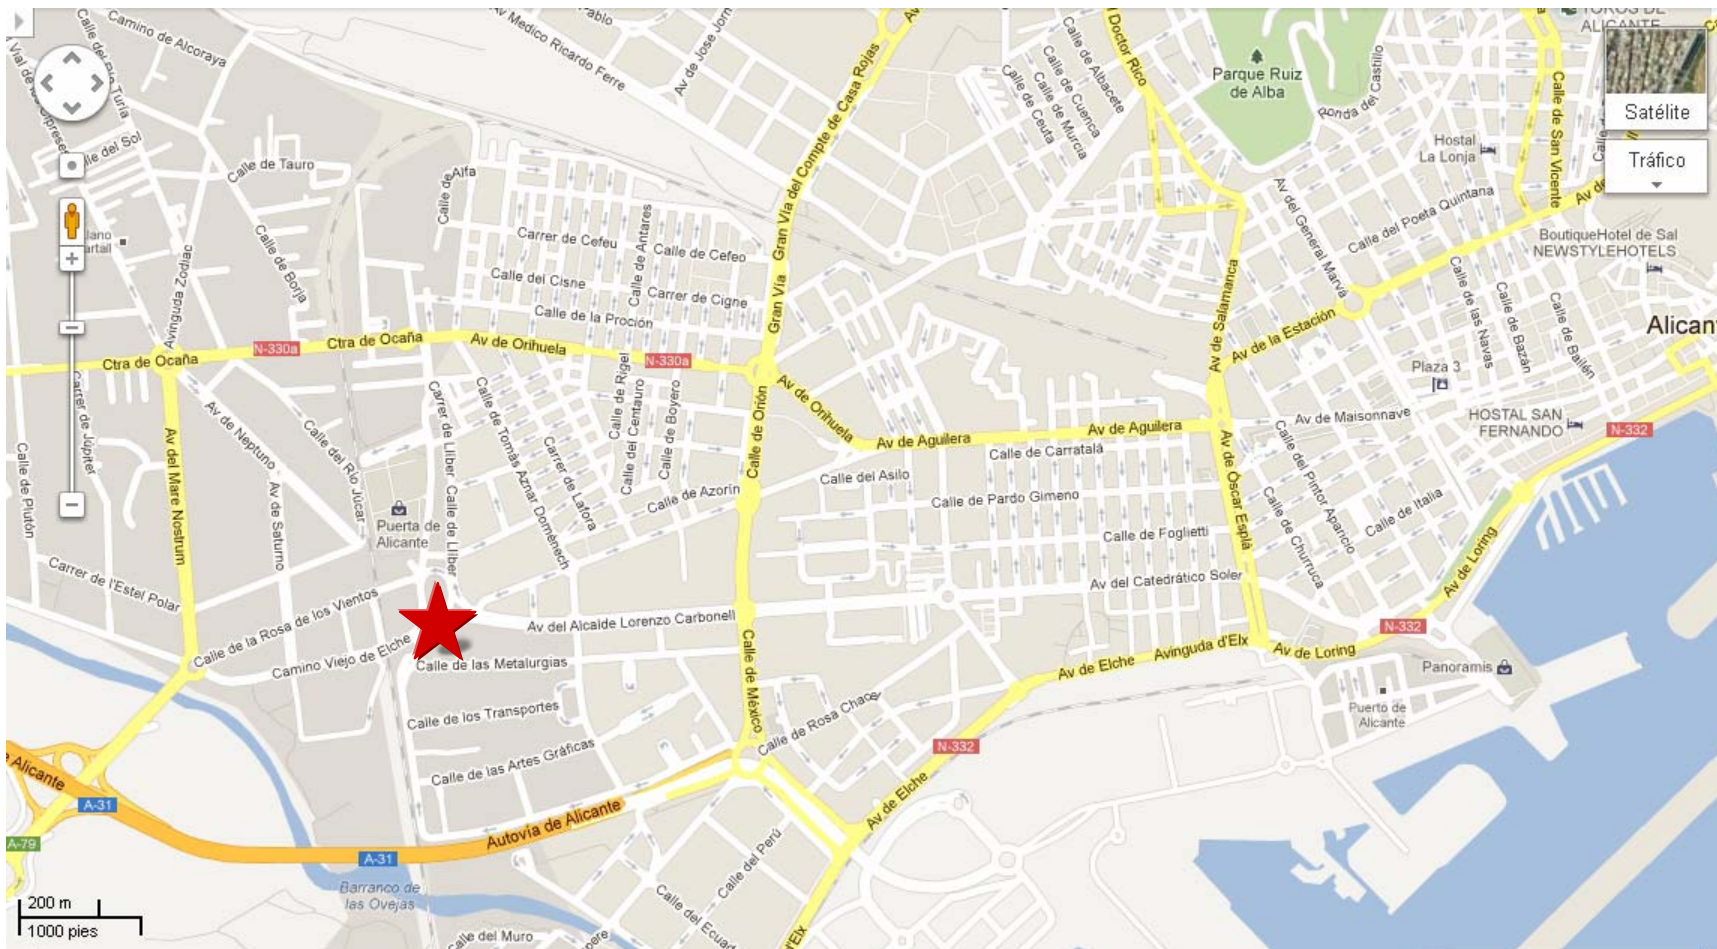 Camino de Alcoraya
Calle del Río Turía
Calle del Sol
Calle de Tauro
Av Medico Ricardo Ferre
Av de Jose Jorn
Gran Vía del Compte de Casa Rojas
Av
Doctor Rico
Calle de Albacete
Calle de Cuenca
Calle de Murcia
Calle de Ceuta
Parque Ruiz
de Alba
Ronda del Castillo
TOROS DE
ALICANTE
Satélite
Tráfico
Calle de San Vicente
Hostal
La Lonja
Av de
Calle del Poeta Quintana
Av del General Marvá
BoutiqueHotel de Sal
NEWSTYLEHOTELS
Calle de las Navas
Calle de Bazán
Calle de Bailén
Alican
Calle de Alfa
Carrer de Cefeu
Calle de Antares
Calle de Cefeo
Calle del Cisne
Carrer de Cigne
Calle de la Proción
Calle de Borja
Avinguda Zodiac
Gran Vía
Av de Salamanca
Av de la Estación
Ctra de Ocaña
N-330a
Ctra de Ocaña
Av de Orihuela
N-330a
Av de Orihuela
Av de Aguilera
Av de Aguilera
Plaza 3
Av de Maisonnave
HOSTAL SAN
FERNANDO
N-332
Carrer de Júpiter
Calle de Plutón
Av del Mare Nostrum
Av de Neptuno
Av de Saturno
Calle del Río Júcar
Carrer de Llíber
Calle de Llíber
Calle de Tomás Aznar Doménech
Carrer de Lafora
Calle de Rigel
Calle del Centauro
Calle de Boyero
Calle de Azorín
Calle de Orión
Calle del Asilo
Calle de Carratalá
Calle de Pardo Gimeno
Calle de Foglietti
Av del Catedrático Soler
Av de Óscar Esplá
Calle del Pintor Aparicio
Calle de Churruca
Calle de Italia
Av de Loring
Puerta de
Alicante
Carrer de l'Estel Polar
Calle de la Rosa de los Vientos
Camino Viejo de Elche
Av del Alcalde Lorenzo Carbonell
Calle de las Metalurgias
Calle de los Transportes
Calle de las Artes Gráficas
Calle de México
Calle de Rosa Chacel
Av de Elche
Avinguda d'Elx
Av de Loring
N-332
Panoramis
Puerto de
Alicante
N-332
Av de Elche
Alicante
A-31
A-79
A-31
Autovía de Alicante
Barranco de
las Ovejas
Calle del Perú
Calle del Ecuad
Calle del Muro
d'Elx
200 m
1000 pies